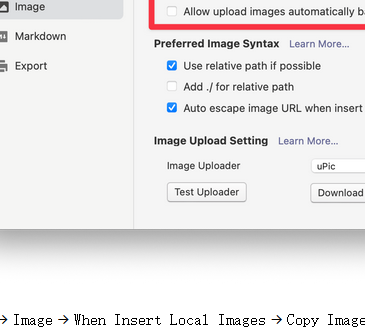 Image
Allow upload images automatically
Markdown
Preferred Image Syntax Learn More...
Use relative path if possible
Export
Add ./ for relative path
Auto escape image URL when insert
Image Upload Setting Learn More...
Image Uploader uPic
Test Uploader Download
→ Image → When Insert Local Images → Copy Image